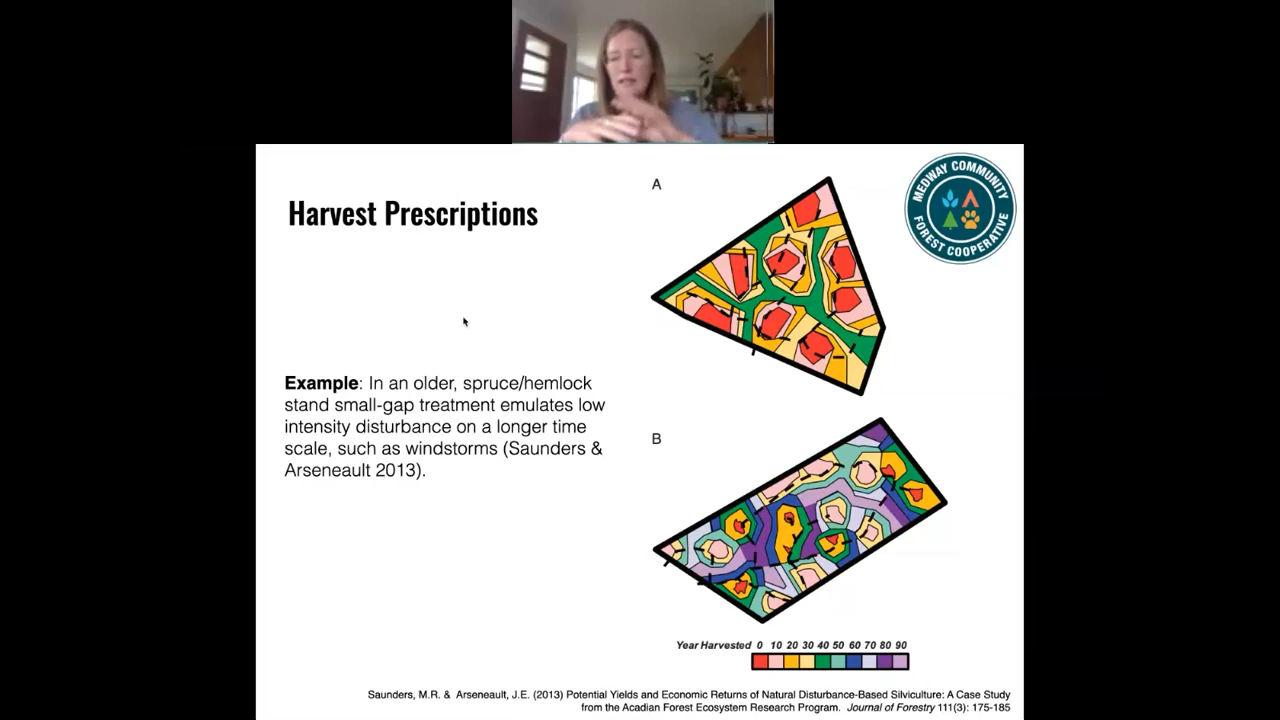 MEDWAY COMMUNITY
FOREST COOPERATIVE
Harvest Prescriptions
A
Example: In an older, spruce/hemlock
stand small-gap treatment emulates low
intensity disturbance on a longer time
scale, such as windstorms (Saunders &
Arseneault 2013).
B
Year Harvested 0 10 20 30 40 50 60 70 80 90
Saunders, M.R. & Arseneault, J.E. (2013) Potential Yields and Economic Returns of Natural Disturbance-Based Silviculture: A Case Study
from the Acadian Forest Ecosystem Research Program. Journal of Forestry 111(3): 175-185